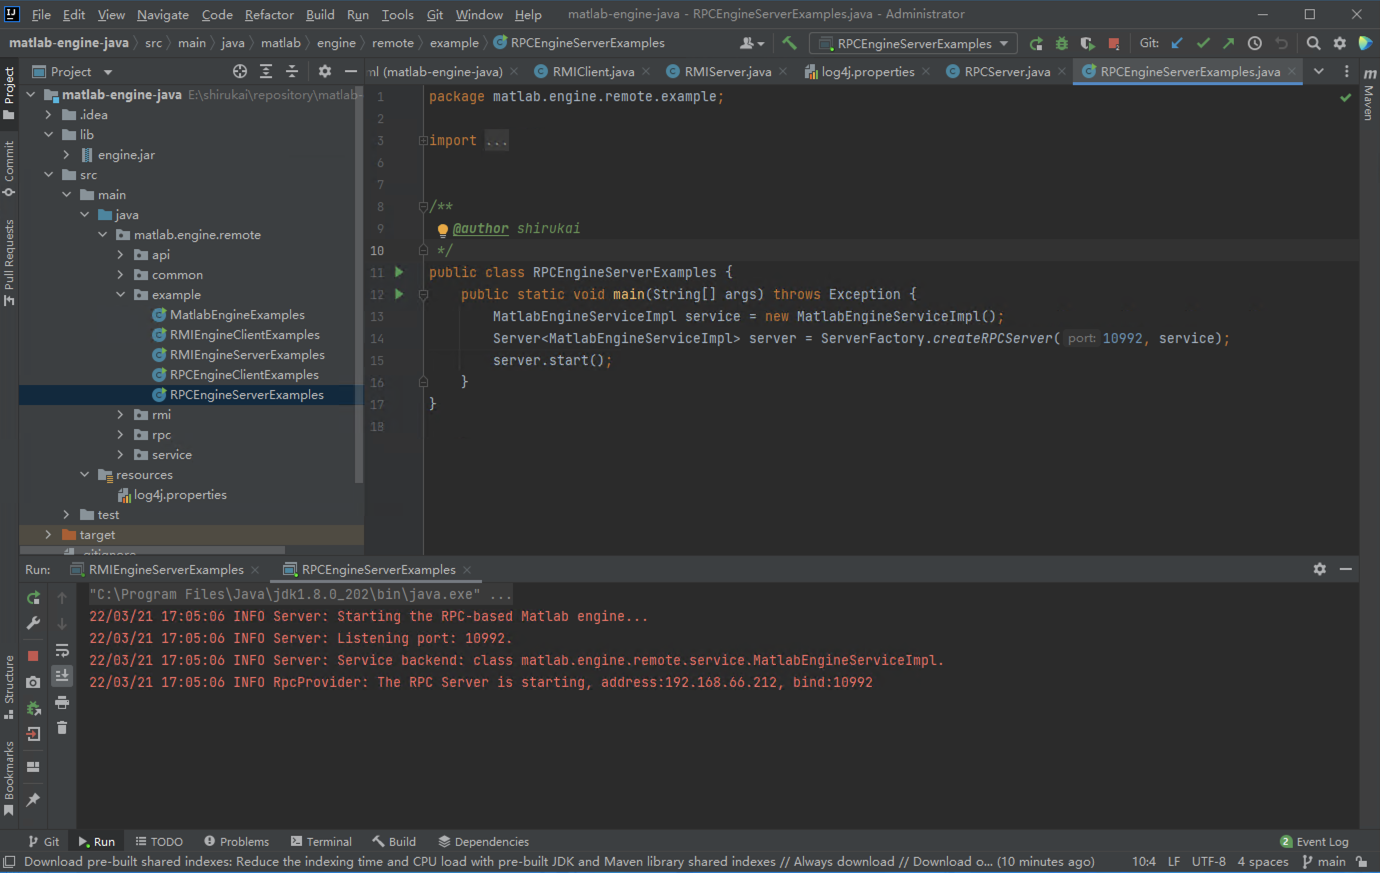 File Edit View Navigate Code Refactor Build Run Tools Git Window Help matlab-engine-java - RPCEngineServerExamples.java - Administrator
matlab-engine-java src main java matlab engine remote example RPCEngineServerExamples RPCEngineServerExamples Git:
Project
Project
ml (matlab-engine-java) RMIClient.java RMIServer.java log4j.properties RPCServer.java RPCEngineServerExamples.java
Maven
Commit
Pull Requests
matlab-engine-java E:\shirukai\repository\matlab-
.idea
lib
engine.jar
src
main
java
matlab.engine.remote
api
common
example
MatlabEngineExamples
RMIEngineClientExamples
RMIEngineServerExamples
RPCEngineClientExamples
RPCEngineServerExamples
rmi
rpc
service
resources
log4j.properties
test
target
.gitignore
1 package matlab.engine.remote.example;
2
3 import ...
6
7
8 /**
9 @author shirukai
10 */
11 public class RPCEngineServerExamples {
12 public static void main(String[] args) throws Exception {
13 MatlabEngineServiceImpl service = new MatlabEngineServiceImpl();
14 Server<MatlabEngineServiceImpl> server = ServerFactory.createRPCServer( port: 10992, service);
15 server.start();
16 }
17 }
18
Run: RMIEngineServerExamples RPCEngineServerExamples
"C:\Program Files\Java\jdk1.8.0_202\bin\java.exe" ...
22/03/21 17:05:06 INFO Server: Starting the RPC-based Matlab engine...
22/03/21 17:05:06 INFO Server: Listening port: 10992.
22/03/21 17:05:06 INFO Server: Service backend: class matlab.engine.remote.service.MatlabEngineServiceImpl.
22/03/21 17:05:06 INFO RpcProvider: The RPC Server is starting, address:192.168.66.212, bind:10992
Structure
Bookmarks
Git Run TODO Problems Terminal Build Dependencies 2 Event Log
Download pre-built shared indexes: Reduce the indexing time and CPU load with pre-built JDK and Maven library shared indexes // Always download // Download o... (10 minutes ago) 10:4 LF UTF-8 4 spaces main